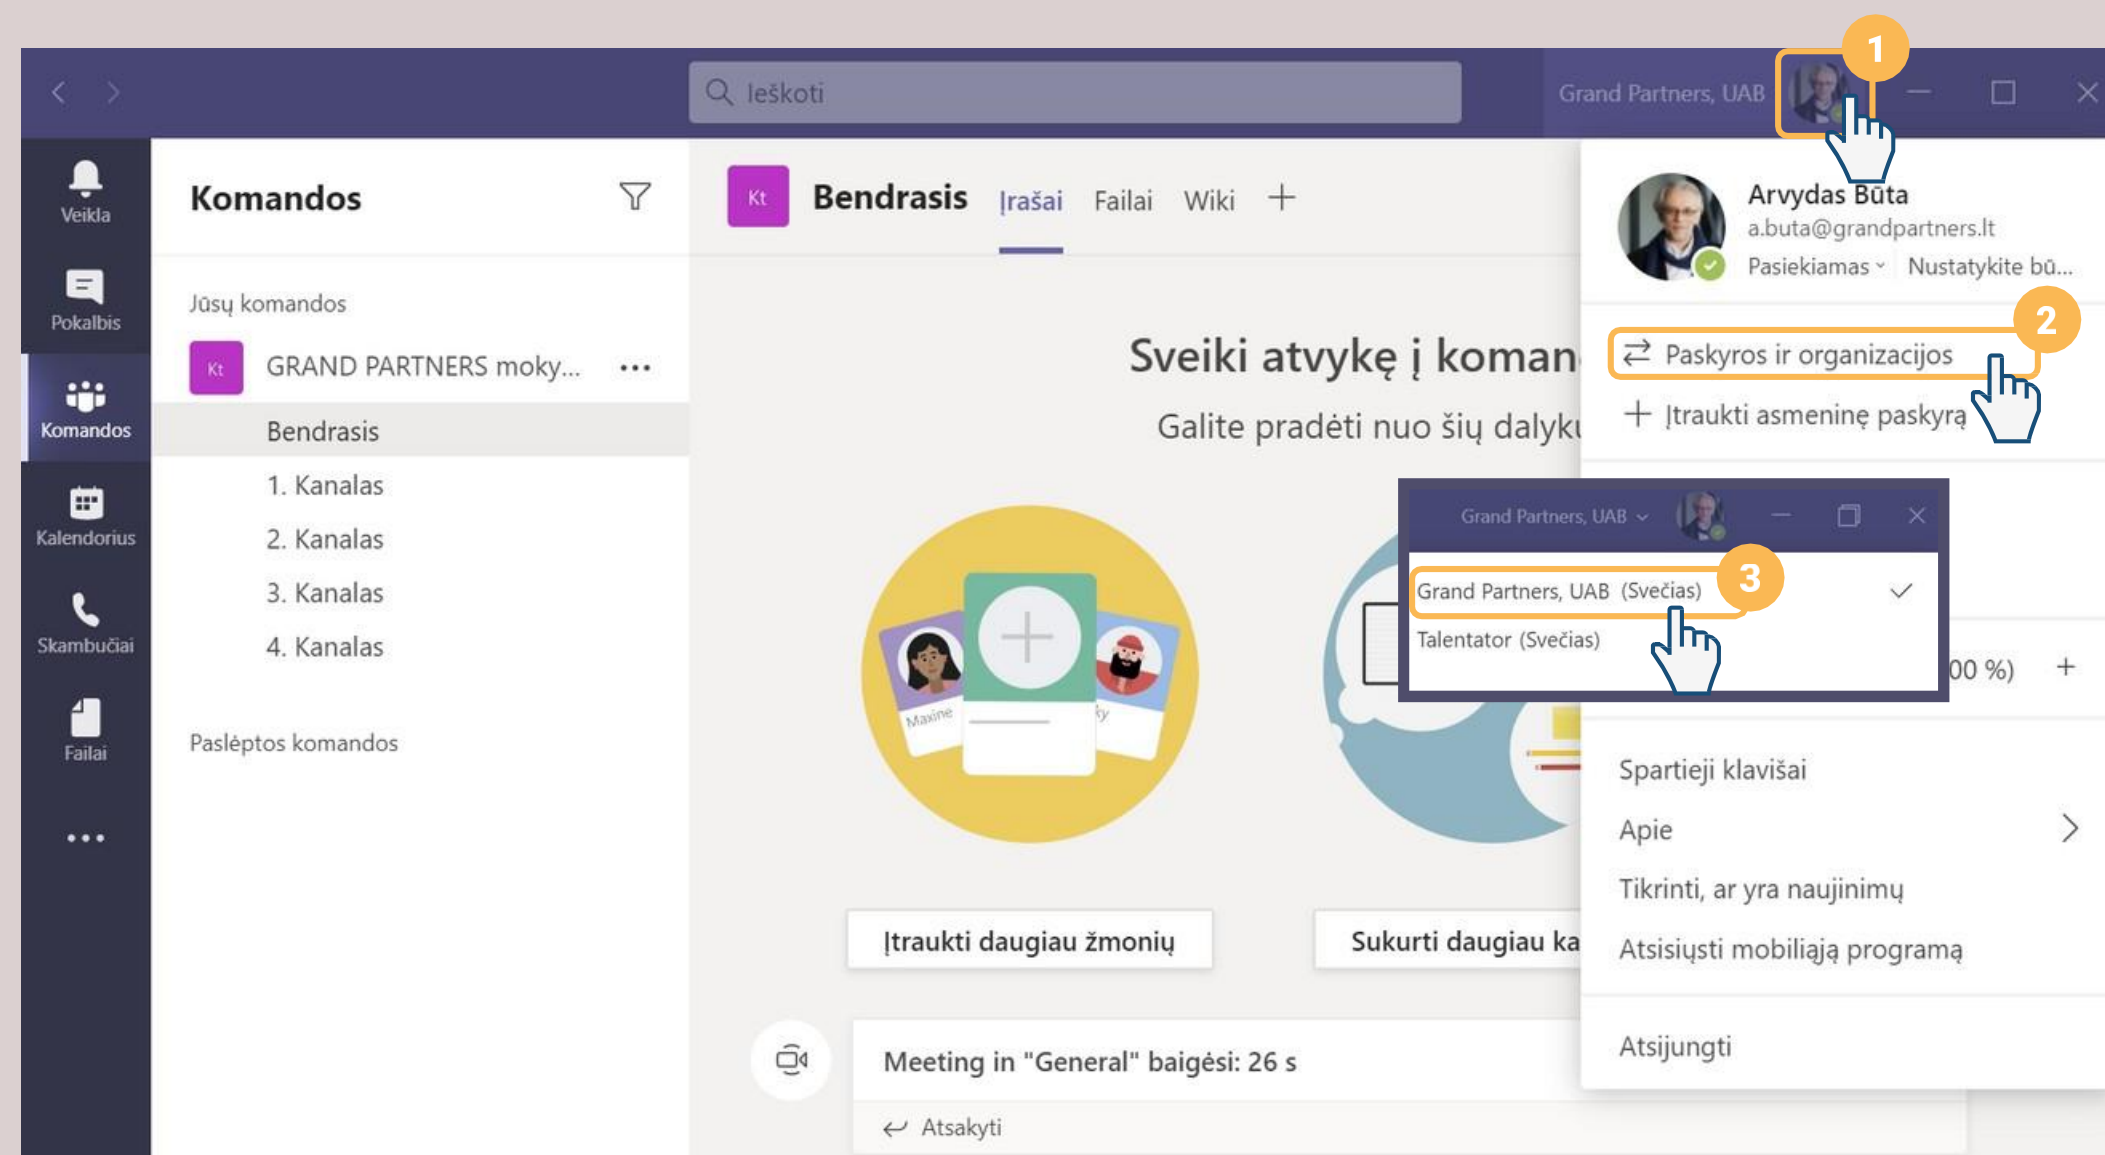 1
Ieškoti
Grand Partners, UAB
Veikla
Pokalbis
Komandos
Kalendorius
Skambučiai
Failai
Komandos
Jūsų komandos
Kt
GRAND PARTNERS moky...
Bendrasis
1. Kanalas
2. Kanalas
3. Kanalas
4. Kanalas
Paslėptos komandos
Kt
Bendrasis
Įrašai
Failai
Wiki
Sveiki atvykę į koman
Galite pradėti nuo šių dalykų
Maxine
ky
Įtraukti daugiau žmonių
Sukurti daugiau ka
Meeting in "General" baigėsi: 26 s
Atsakyti
Arvydas Būta
a.buta@grandpartners.lt
Pasiekiamas
Nustatykite bū...
2
Paskyros ir organizacijos
Įtraukti asmeninę paskyrą
Grand Partners, UAB
3
Grand Partners, UAB (Svečias)
Talentator (Svečias)
00 %) +
Spartieji klavišai
Apie
Tikrinti, ar yra naujinimų
Atsisiųsti mobiliąją programą
Atsijungti